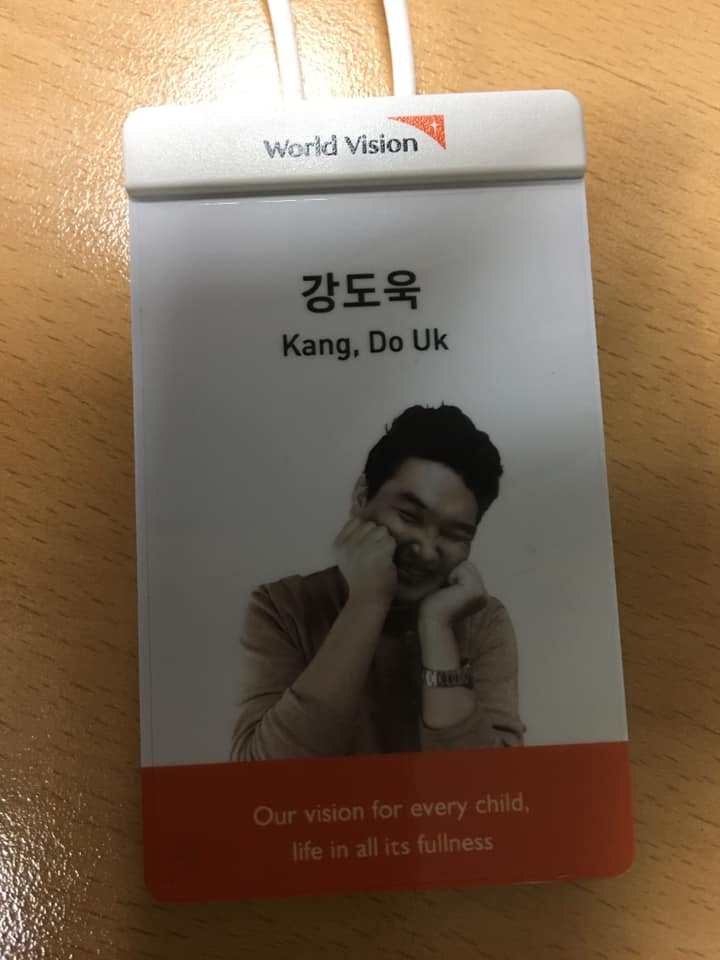 World Vision
강도욱
Kang, Do Uk
Our vision for every child,
life in all its fullness